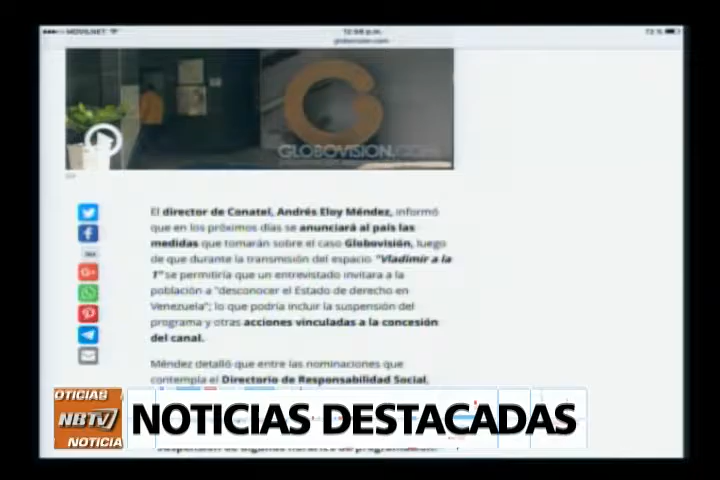 MOVILNET
12:58 p.m.
globovision.com
72 %
GLOBOVISION.COM
El director de Conatel, Andrés Eloy Méndez, informó
que en los próximos días se anunciará al país las
medidas que tomarán sobre el caso Globovisión, luego
de que durante la transmisión del espacio "Vladimir a la
1" se permitiría que un entrevistado invitara a la
población a "desconocer el Estado de derecho en
Venezuela"; lo que podría incluir la suspensión del
programa y otras acciones vinculadas a la concesión
del canal.
Méndez detalló que entre las nominaciones que
contempla el Directorio de Responsabilidad Social,
OTICIAS
NBTv7
NOTICIA
NOTICIAS DESTACADAS